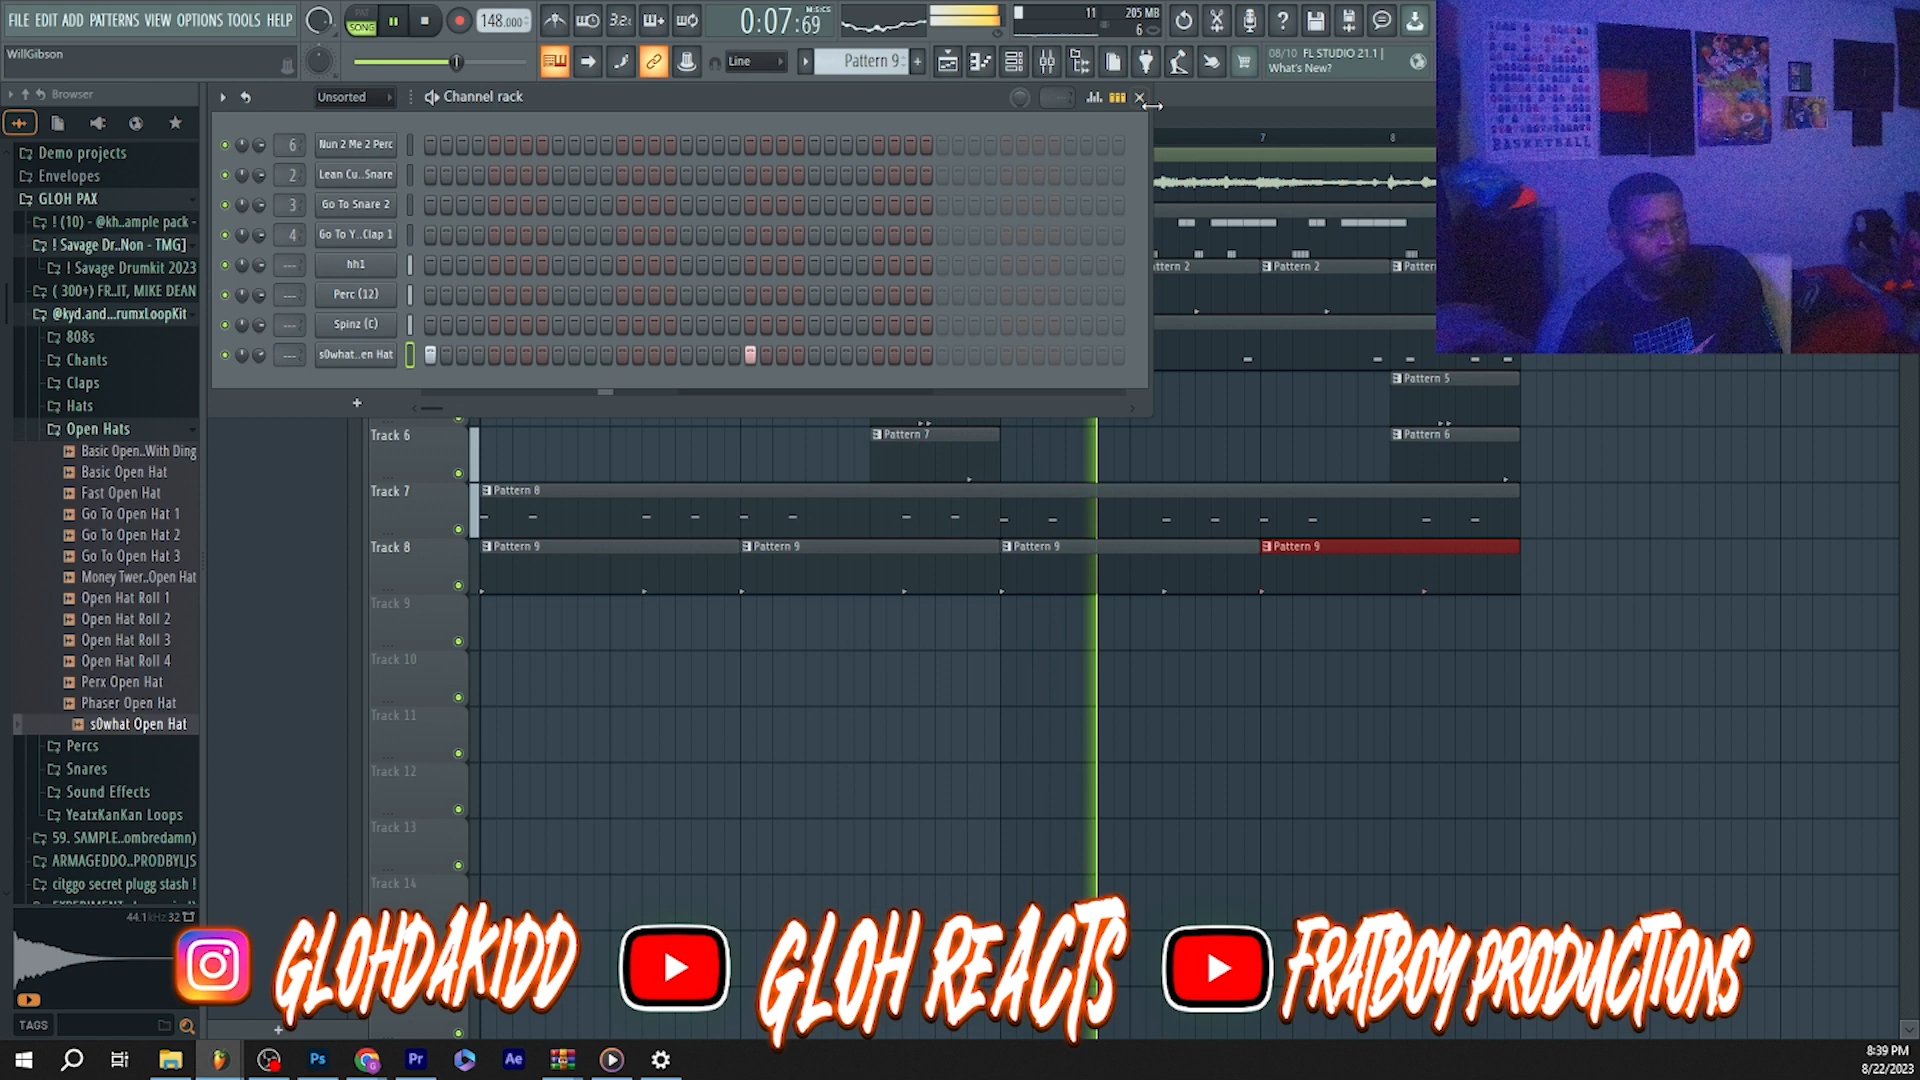 FILE EDIT ADD PATTERNS VIEW OPTIONS TOOLS HELP
PAT
SONG
148.000
3.2.
0:07:69
M:S:CS
11
205 MB
6
WillGibson
Line
Pattern 9
08/10 FL STUDIO 21.1 |
What's New?
Browser
Unsorted
Channel rack
Demo projects
Envelopes
GLOH PAX
! (10) - @kh..ample pack -
! Savage Dr..Non - TMG]
! Savage Drumkit 2023
( 300+) FR..IT, MIKE DEAN
@kyd.and...rumxLoopKit
808s
Chants
Claps
Hats
Open Hats
Basic Open..With Ding
Basic Open Hat
Fast Open Hat
Go To Open Hat 1
Go To Open Hat 2
Go To Open Hat 3
Money Twer..Open Hat
Open Hat Roll 1
Open Hat Roll 2
Open Hat Roll 3
Open Hat Roll 4
Perx Open Hat
Phaser Open Hat
s0what Open Hat
Percs
Snares
Sound Effects
YeatxKanKan Loops
59. SAMPLE..ombredamn)
ARMAGEDDO..PRODBYLJS
citggo secret plugg stash !
44.1kHz 32
TAGS
6 Nun 2 Me 2 Perc
2 Lean Cu..Snare
3 Go To Snare 2
4 Go To Y..Clap 1
--- hh1
--- Perc (12)
--- Spinz (C)
--- s0what..en Hat
7
8
BASKETBALL
ttern 2
Pattern 2
Patter
Pattern 5
Track 6
Pattern 7
Pattern 6
Track 7
Pattern 8
Track 8
Pattern 9
Pattern 9
Pattern 9
Pattern 9
Track 9
Track 10
Track 11
Track 12
Track 13
Track 14
GLOHDAKIDD
GLOH REACTS
FRATBOY PRODUCTIONS
Ps
Pr
Ae
8:39 PM
8/22/2023